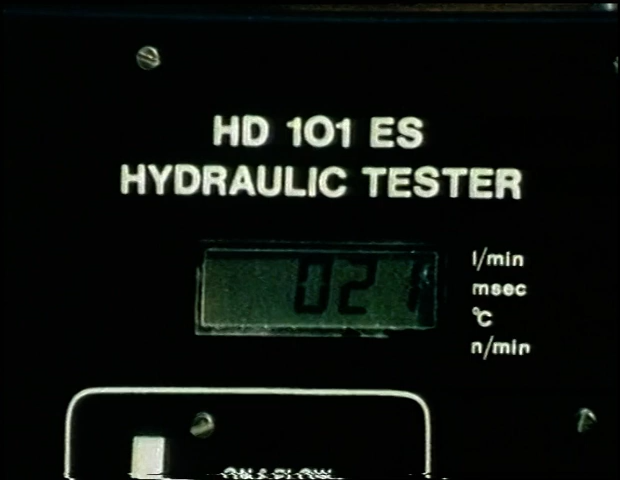 HD 101 ES
HYDRAULIC TESTER
021
l/min
msec
°C
n/min